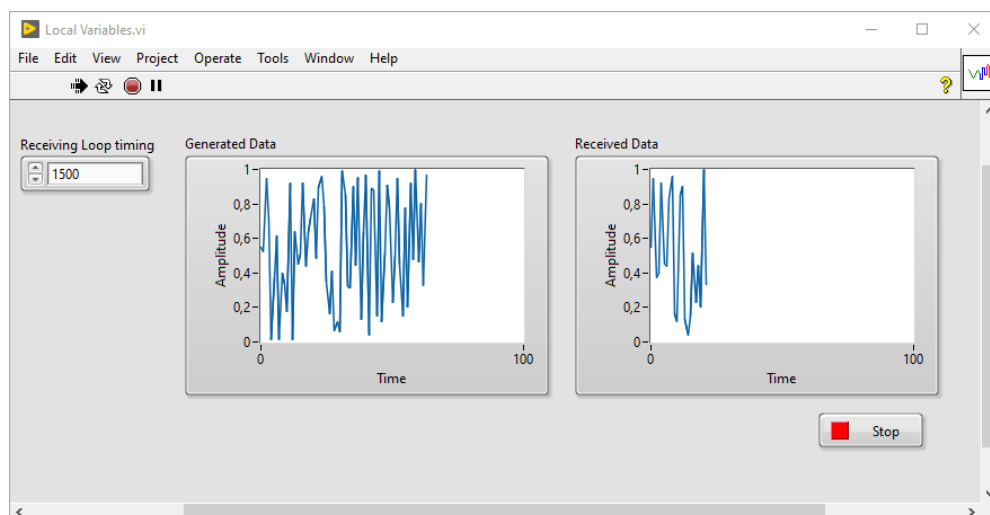 Local Variables.vi
File Edit View Project Operate Tools Window Help
Receiving Loop timing
1500
Generated Data
Amplitude
1
0,8
0,6
0,4
0,2
0
0 100
Time
Received Data
Amplitude
1
0,8
0,6
0,4
0,2
0
0 100
Time
Stop